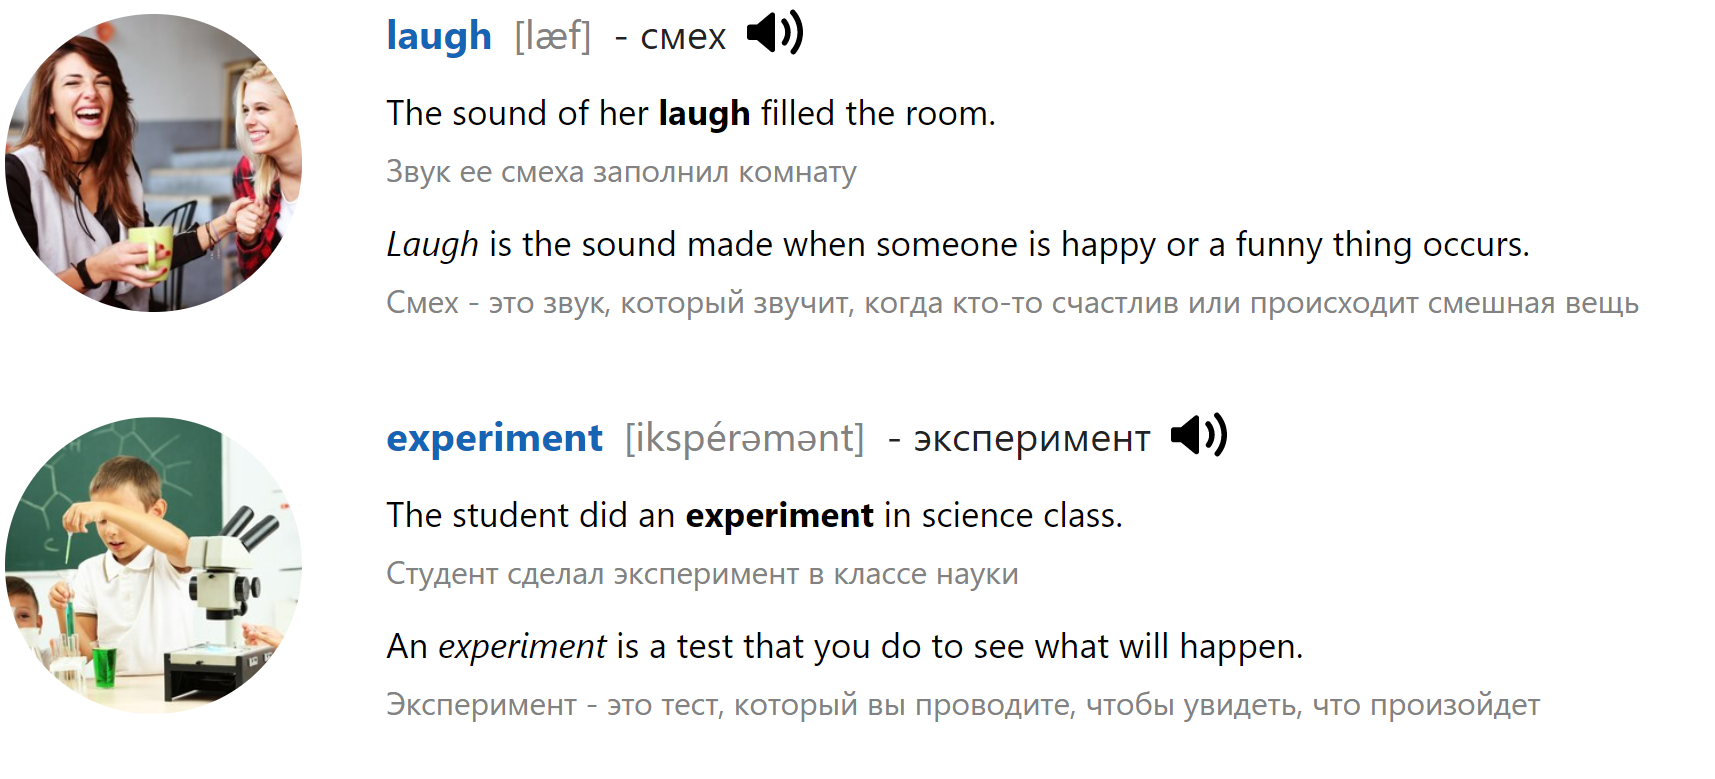 laugh [læf] - смех
The sound of her laugh filled the room.
Звук ее смеха заполнил комнату
Laugh is the sound made when someone is happy or a funny thing occurs.
Смех - это звук, который звучит, когда кто-то счастлив или происходит смешная вещь
experiment [ikspérəmənt] - эксперимент
The student did an experiment in science class.
Студент сделал эксперимент в классе науки
An experiment is a test that you do to see what will happen.
Эксперимент - это тест, который вы проводите, чтобы увидеть, что произойдет